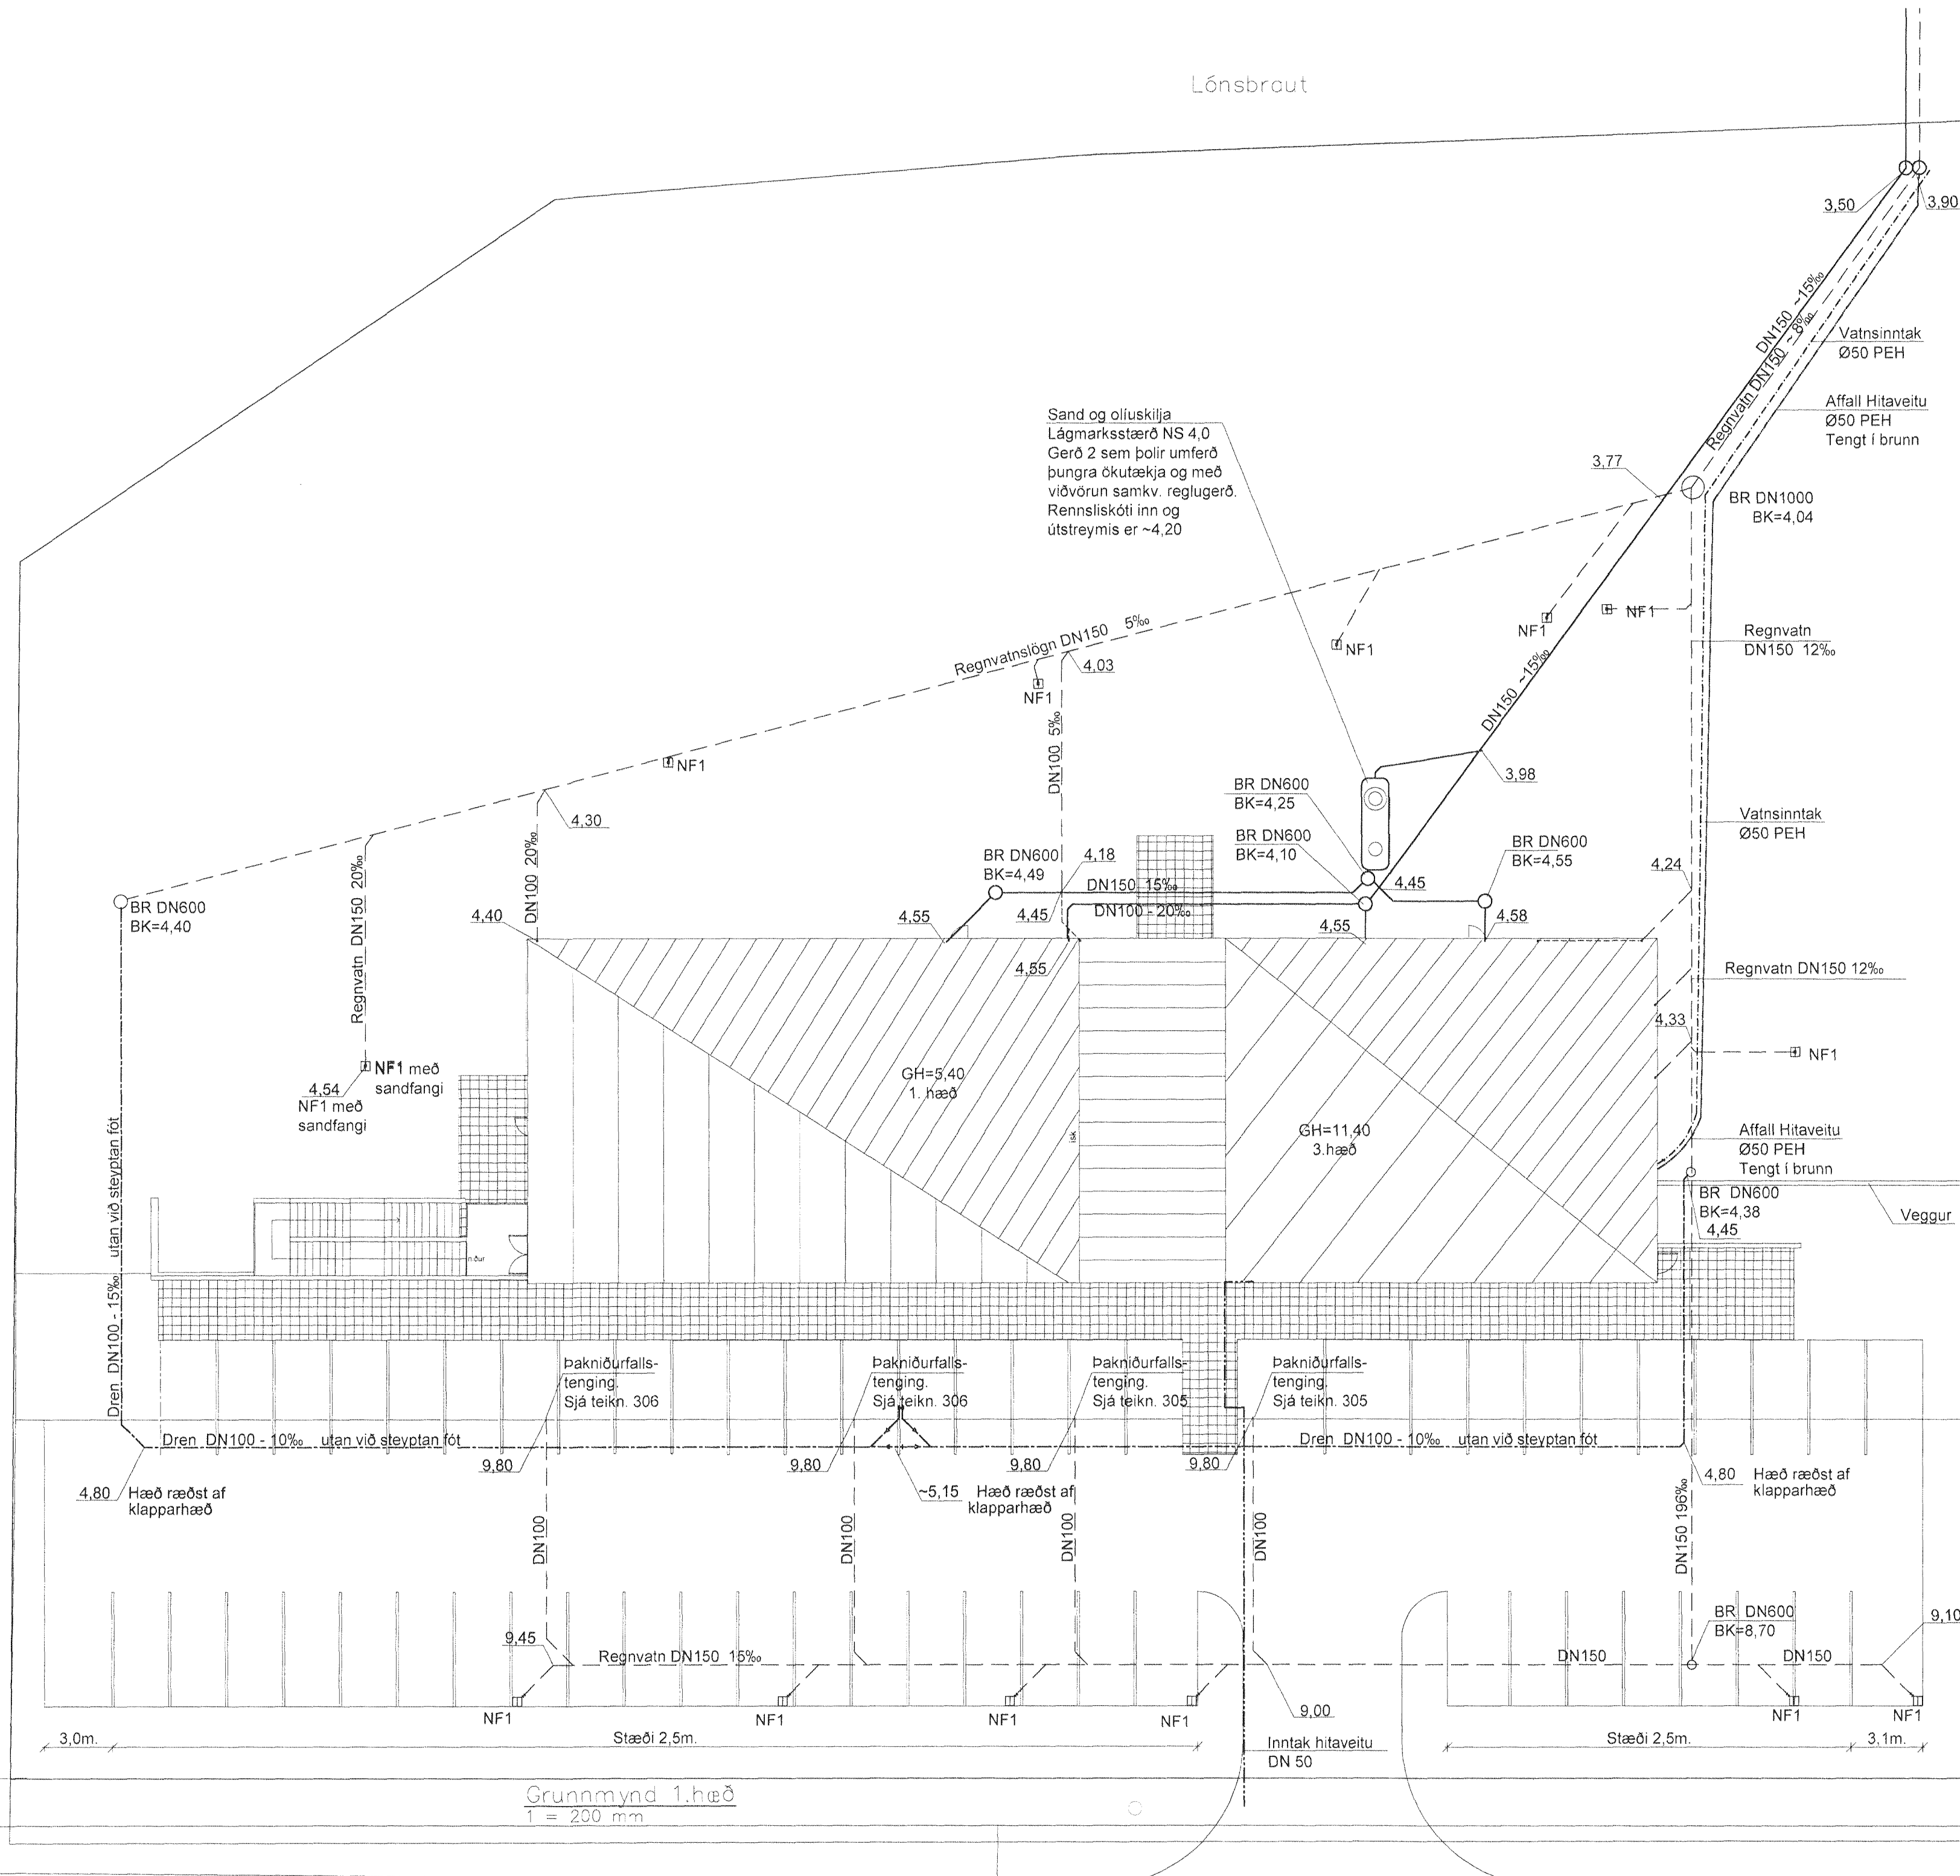 Lónsbraut
3,50
3,90
DN150 ~15‰
Regnvatn DN150 ~ 8‰
Vatnsinntak
Ø50 PEH
Affall Hitaveitu
Ø50 PEH
Tengt í brunn
Sand og olíuskilja
Lágmarksstærð NS 4,0
Gerð 2 sem þolir umferð
þungra ökutækja og með
viðvörun samkv. reglugerð.
Rennsliskóti inn og
útstreymis er ~4,20
3,77
BR DN1000
BK=4,04
NF1
NF1
NF1
Regnvatn
DN150 12‰
Regnvatnslögn DN150 5‰
4,03
NF1
DN150 ~15‰
DN100 5‰
NF1
3,98
BR DN600
BK=4,25
4,30
Vatnsinntak
Ø50 PEH
BR DN600
BK=4,10
BR DN600
BK=4,55
BR DN600
BK=4,49
4,18
4,24
DN150 15‰
4,45
DN100 20‰
Regnvatn DN150 20‰
BR DN600
BK=4,40
4,40
4,55
4,45
DN100 - 20‰
4,55
4,58
4,55
Regnvatn DN150 12‰
4,33
NF1
NF1 með
sandfangi
4,54
NF1 með
sandfangi
GH=5,40
1. hæð
ísk
GH=11,40
3.hæð
Affall Hitaveitu
Ø50 PEH
Tengt í brunn
BR DN600
BK=4,38
4,45
Veggur
niður
Dren DN100 - 15‰ utan við steyptan fót
Þakniðurfalls-
tenging.
Sjá teikn. 306
Þakniðurfalls-
tenging.
Sjá teikn. 306
Þakniðurfalls-
tenging.
Sjá teikn. 305
Þakniðurfalls-
tenging.
Sjá teikn. 305
Dren DN100 - 10‰ utan við steyptan fót
Dren DN100 - 10‰ utan við steyptan fót
9,80
9,80
9,80
9,80
4,80 Hæð ræðst af
klapparhæð
~5,15 Hæð ræðst af
klapparhæð
4,80 Hæð ræðst af
klapparhæð
DN100
DN100
DN100
DN100
DN150 196‰
BR DN600
BK=8,70
9,10
9,45
Regnvatn DN150 15‰
DN150
DN150
NF1
NF1
NF1
NF1
9,00
NF1
NF1
3,0m.
Stæði 2,5m.
Inntak hitaveitu
DN 50
Stæði 2,5m.
3,1m.
Grunnmynd 1.hæð
1 = 200 mm